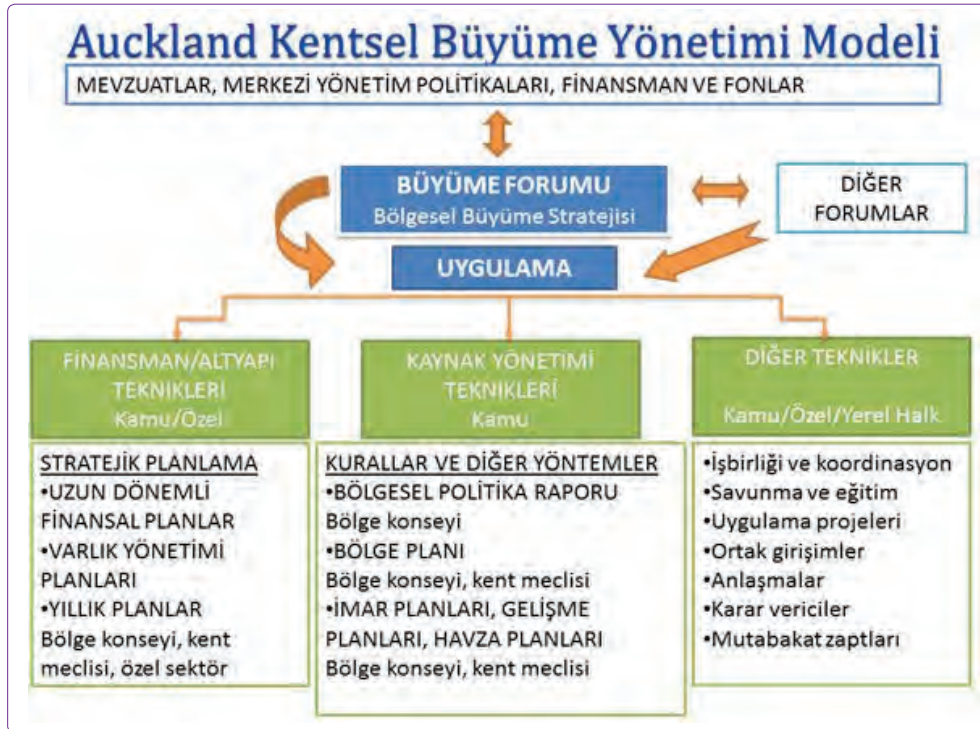 Auckland Kentsel Büyüme Yönetimi Modeli
MEVZUATLAR, MERKEZİ YÖNETİM POLİTİKALARI, FİNANSMAN VE FONLAR
BÜYÜME FORUMU
Bölgesel Büyüme Stratejisi
DİĞER
FORUMLAR
UYGULAMA
FİNANSMAN/ALTYAPI
TEKNİKLERİ
Kamu/Özel
STRATEJİK PLANLAMA
•UZUN DÖNEMLİ
FİNANSAL PLANLAR
•VARLIK YÖNETİMİ
PLANLARI
•YILLIK PLANLAR
Bölge konseyi, kent
meclisi, özel sektör
KAYNAK YÖNETİMİ
TEKNİKLERİ
Kamu
KURALLAR VE DİĞER YÖNTEMLER
•BÖLGESEL POLİTİKA RAPORU
Bölge konseyi
•BÖLGE PLANI
Bölge konseyi, kent meclisi
•İMAR PLANLARI, GELİŞME
PLANLARI, HAVZA PLANLARI
Bölge konseyi, kent meclisi
DİĞER TEKNİKLER
Kamu/Özel/Yerel Halk
•İşbirliği ve koordinasyon
•Savunma ve eğitim
•Uygulama projeleri
•Ortak girişimler
•Anlaşmalar
•Karar vericiler
•Mutabakat zaptları